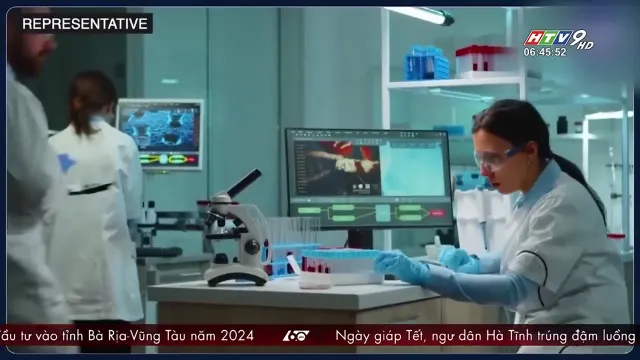 REPRESENTATIVE
HTV9 HD
06:45:52
tư vào tỉnh Bà Rịa-Vũng Tàu năm 2024 60 Ngày giáp Tết, ngư dân Hà Tĩnh trúng đậm luồng